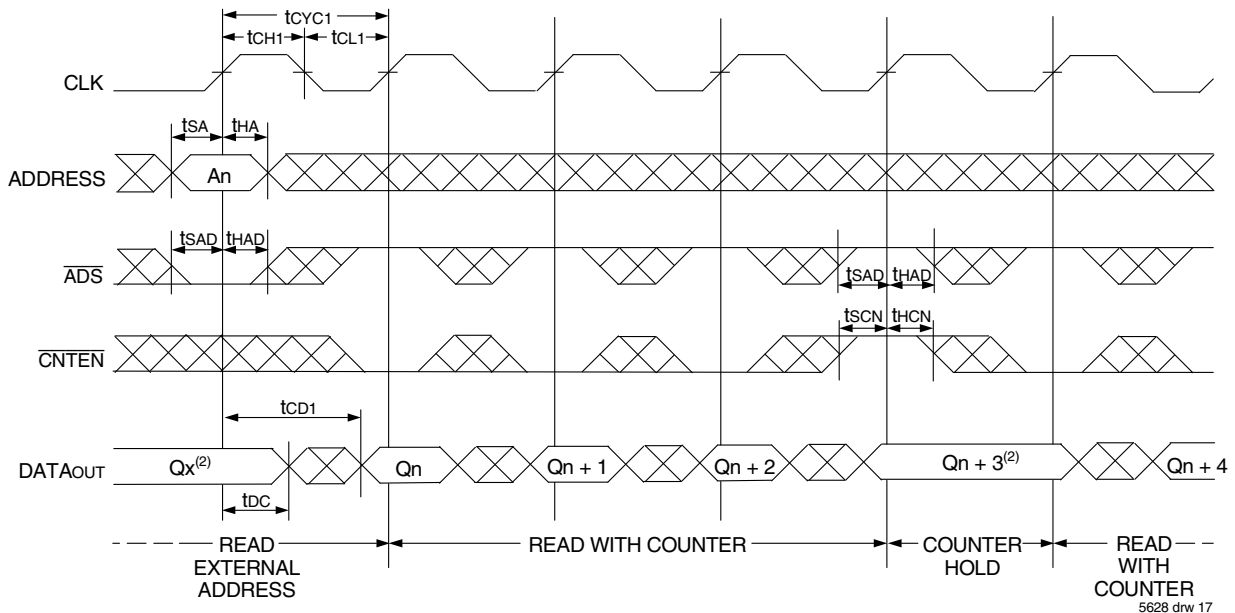 tCYC1
tCH1 tCL1
CLK
tSA tHA
ADDRESS An
tSAD tHAD
ADS
tSAD tHAD
tSCN tHCN
CNTEN
tCD1
DATAOUT Qx(2) Qn Qn + 1 Qn + 2 Qn + 3(2) Qn + 4
tDC
READ EXTERNAL ADDRESS
READ WITH COUNTER
COUNTER HOLD
READ WITH COUNTER
5628 drw 17